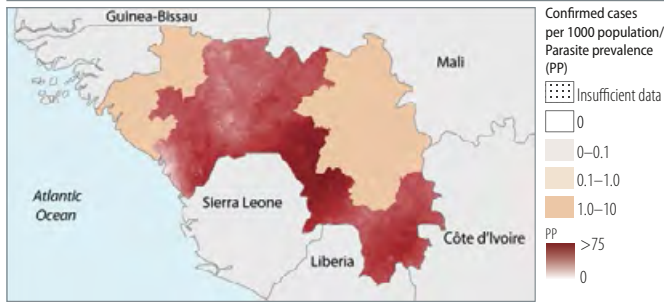 Guinea-Bissau
Mali
Atlantic
Ocean
Sierra Leone
Liberia
Côte d'Ivoire
Confirmed cases
per 1000 population/
Parasite prevalence
(PP)
Insufficient data
0
0–0.1
0.1–1.0
1.0–10
PP
>75
0